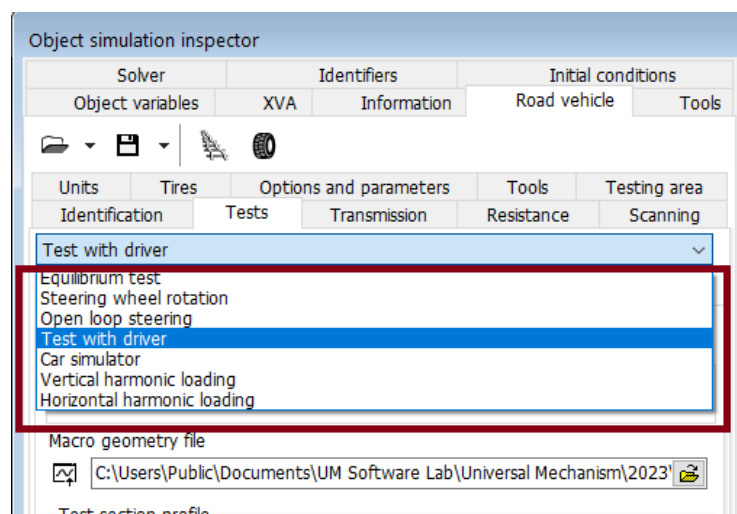 Object simulation inspector
Solver Identifiers Initial conditions
Object variables XVA Information Road vehicle Tools
Units Tires Options and parameters Tools Testing area
Identification Tests Transmission Resistance Scanning
Test with driver
Equilibrium test
Steering wheel rotation
Open loop steering
Test with driver
Car simulator
Vertical harmonic loading
Horizontal harmonic loading
Macro geometry file
C:\Users\Public\Documents\UM Software Lab\Universal Mechanism\2023\
Test section profile